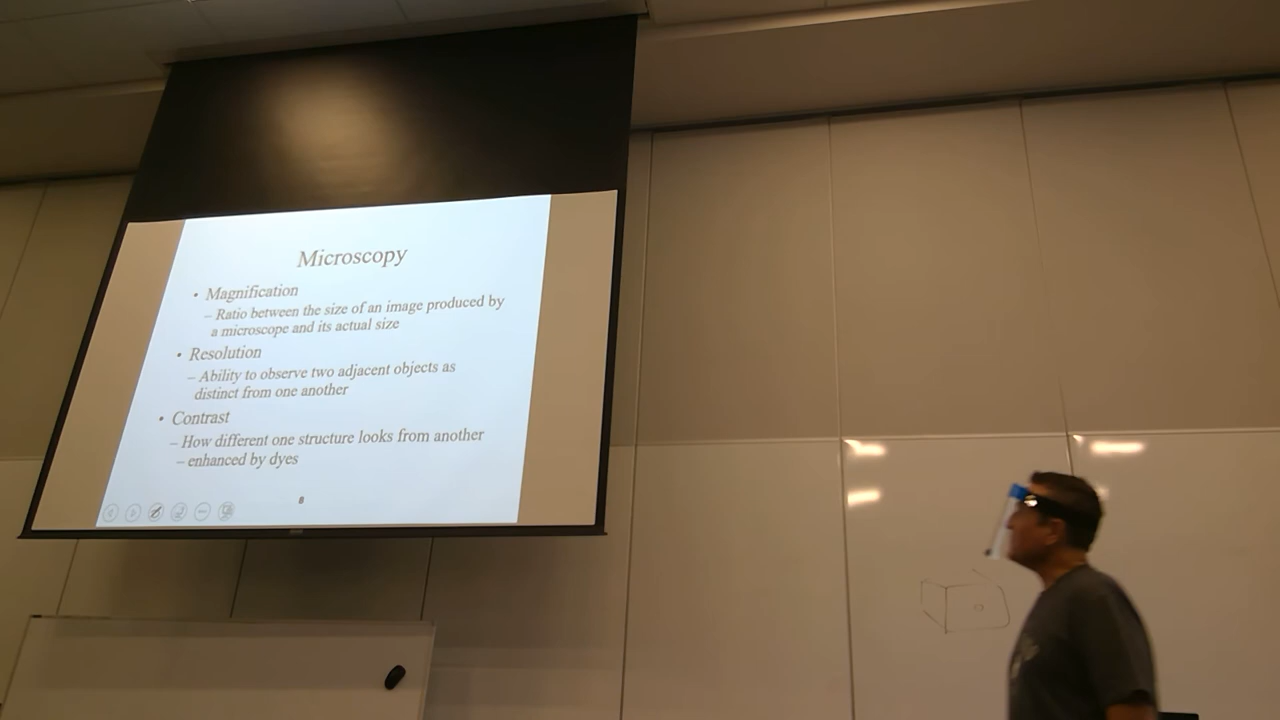 Microscopy
• Magnification
– Ratio between the size of an image produced by
a microscope and its actual size
• Resolution
– Ability to observe two adjacent objects as
distinct from one another
• Contrast
– How different one structure looks from another
– enhanced by dyes
8